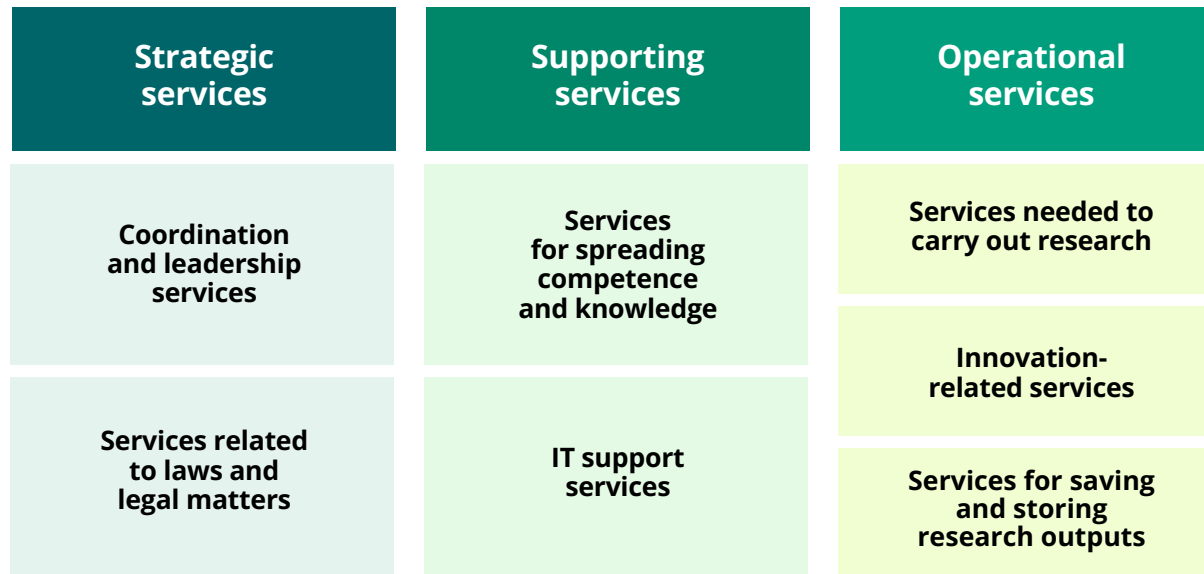 Strategic
services
Supporting
services
Operational
services
Coordination
and leadership
services
Services related
to laws and
legal matters
Services
for spreading
competence
and knowledge
IT support
services
Services needed to
carry out research
Innovation-
related services
Services for saving
and storing
research outputs